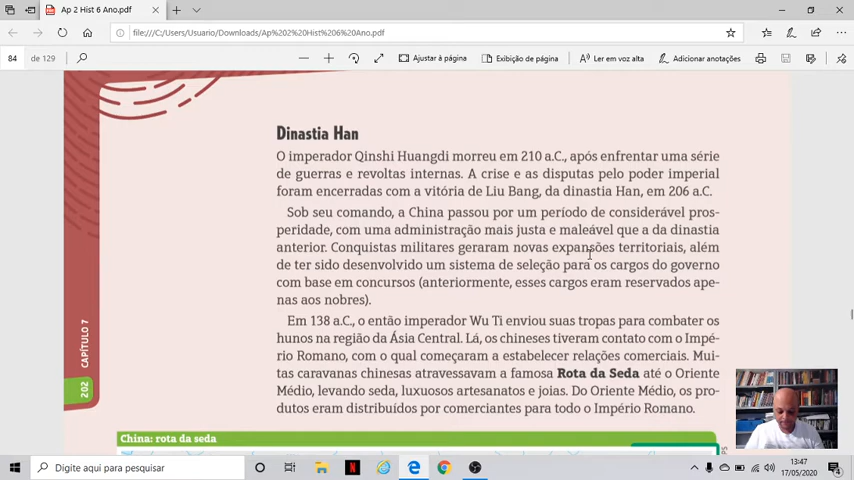 Ap 2 Hist 6 Ano.pdf
file:///C:/Users/Usuario/Downloads/Ap%202%20Hist%206%20Ano.pdf
84 de 129
Ajustar à página
Exibição de página
Ler em voz alta
Adicionar anotações
Dinastia Han
O imperador Qinshi Huangdi morreu em 210 a.C., após enfrentar uma série
de guerras e revoltas internas. A crise e as disputas pelo poder imperial
foram encerradas com a vitória de Liu Bang, da dinastia Han, em 206 a.C.
Sob seu comando, a China passou por um período de considerável pros-
peridade, com uma administração mais justa e maleável que a da dinastia
anterior. Conquistas militares geraram novas expansões territoriais, além
de ter sido desenvolvido um sistema de seleção para os cargos do governo
com base em concursos (anteriormente, esses cargos eram reservados ape-
nas aos nobres).
Em 138 a.C., o então imperador Wu Ti enviou suas tropas para combater os
hunos na região da Ásia Central. Lá, os chineses tiveram contato com o Impé-
rio Romano, com o qual começaram a estabelecer relações comerciais. Mui-
tas caravanas chinesas atravessavam a famosa Rota da Seda até o Oriente
Médio, levando seda, luxuosos artesanatos e joias. Do Oriente Médio, os pro-
dutos eram distribuídos por comerciantes para todo o Império Romano.
CAPÍTULO 7
202
China: rota da seda
Digite aqui para pesquisar
13:47
17/05/2020
4